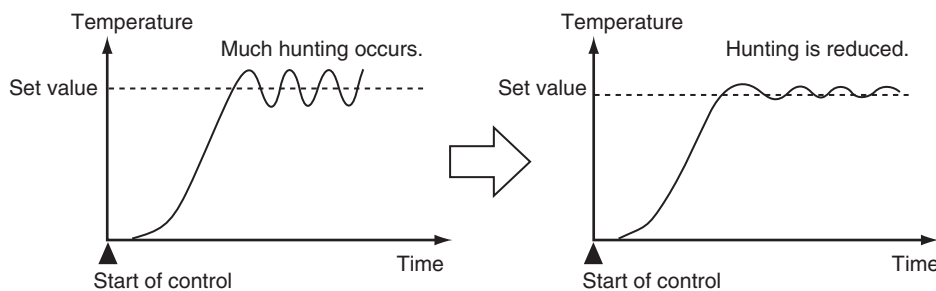 Temperature
Much hunting occurs.
Set value
Time
Start of control
Temperature
Hunting is reduced.
Set value
Time
Start of control